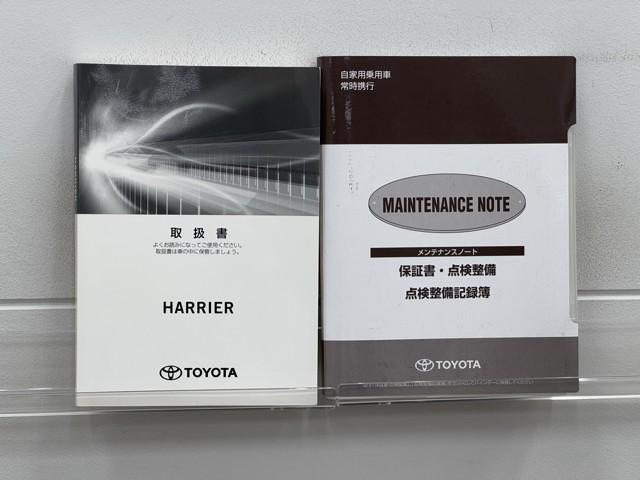 取扱書
よくお読みになってご使用ください。
取扱書は車の中に保管しましょう。
HARRIER
TOYOTA
自家用乗用車
常時携行
MAINTENANCE NOTE
メンテナンスノート
保証書・点検整備
点検整備記録簿
TOYOTA